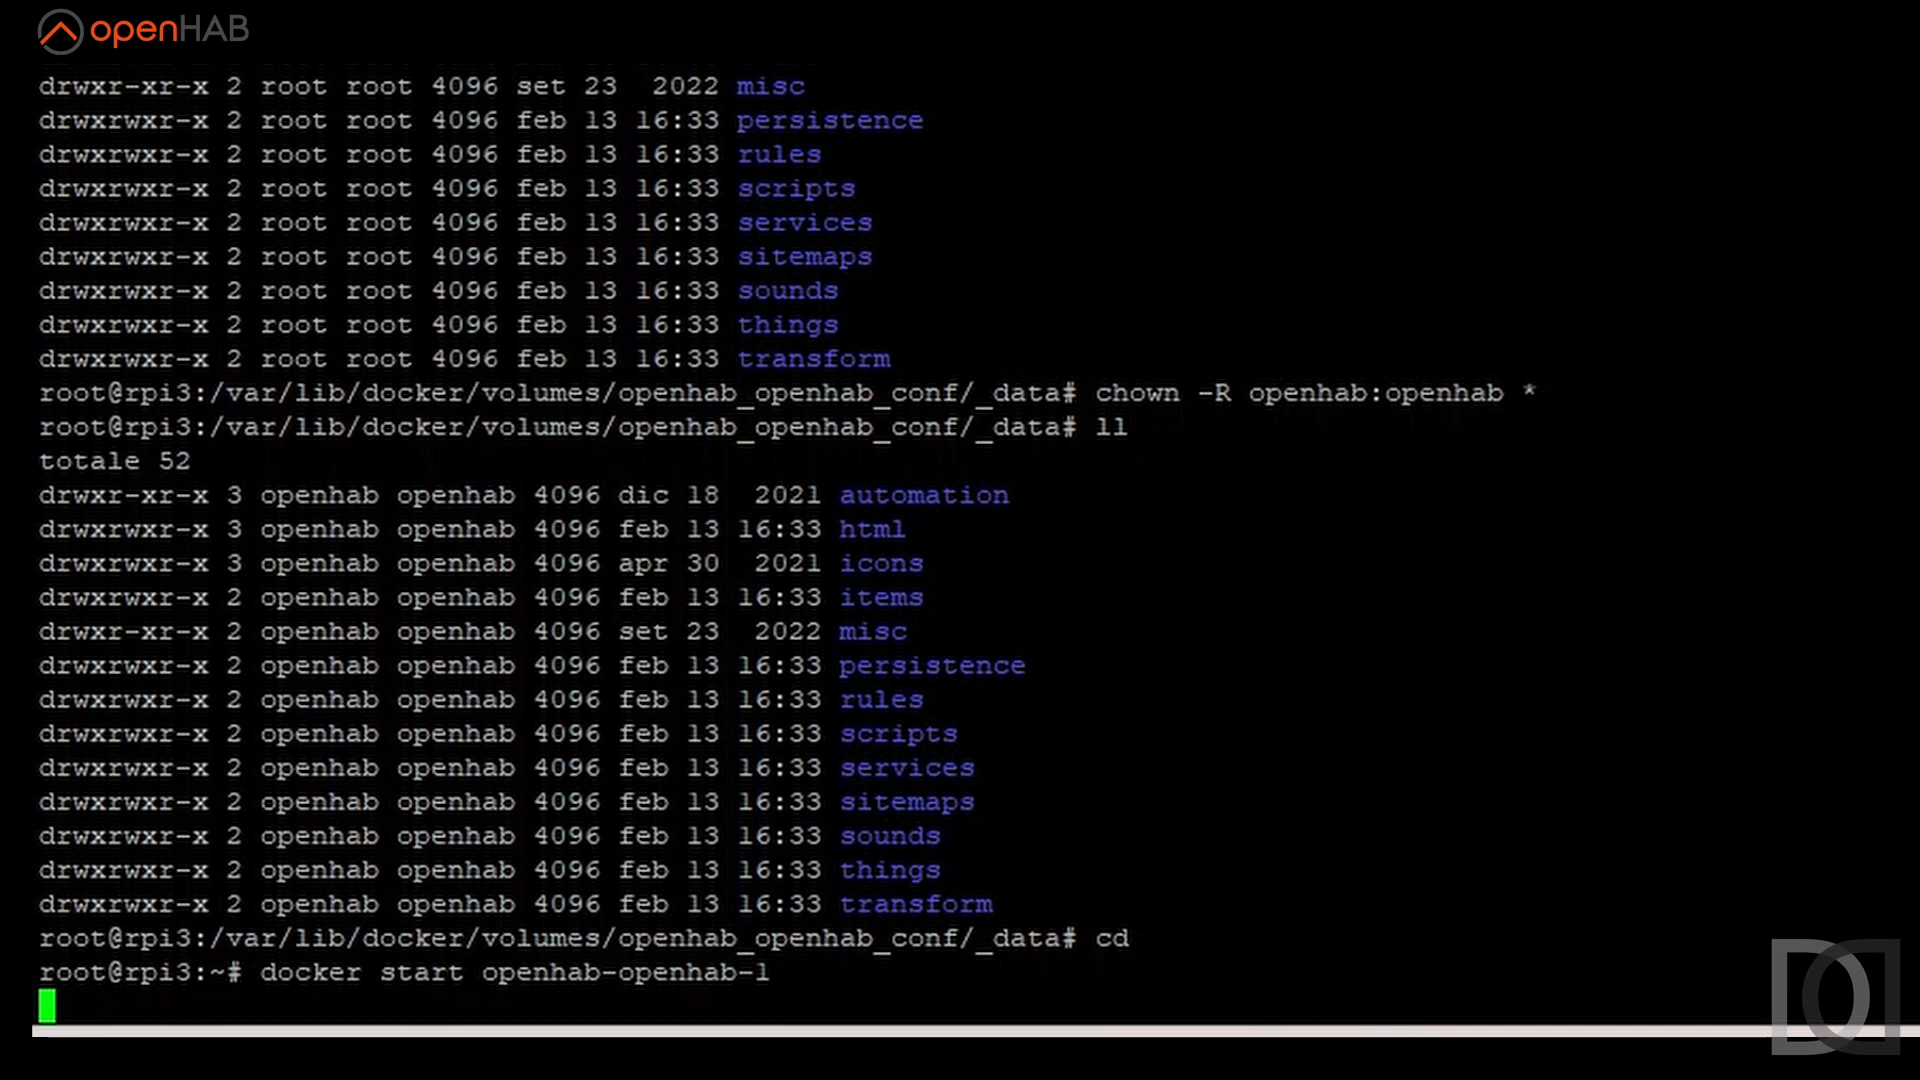 openHAB
drwxr-xr-x 2 root root 4096 set 23  2022 misc
drwxrwxr-x 2 root root 4096 feb 13 16:33 persistence
drwxrwxr-x 2 root root 4096 feb 13 16:33 rules
drwxrwxr-x 2 root root 4096 feb 13 16:33 scripts
drwxrwxr-x 2 root root 4096 feb 13 16:33 services
drwxrwxr-x 2 root root 4096 feb 13 16:33 sitemaps
drwxrwxr-x 2 root root 4096 feb 13 16:33 sounds
drwxrwxr-x 2 root root 4096 feb 13 16:33 things
drwxrwxr-x 2 root root 4096 feb 13 16:33 transform
root@rpi3:/var/lib/docker/volumes/openhab_openhab_conf/_data# chown -R openhab:openhab *
root@rpi3:/var/lib/docker/volumes/openhab_openhab_conf/_data# ll
totale 52
drwxr-xr-x 3 openhab openhab 4096 dic 18  2021 automation
drwxrwxr-x 3 openhab openhab 4096 feb 13 16:33 html
drwxrwxr-x 3 openhab openhab 4096 apr 30  2021 icons
drwxrwxr-x 2 openhab openhab 4096 feb 13 16:33 items
drwxr-xr-x 2 openhab openhab 4096 set 23  2022 misc
drwxrwxr-x 2 openhab openhab 4096 feb 13 16:33 persistence
drwxrwxr-x 2 openhab openhab 4096 feb 13 16:33 rules
drwxrwxr-x 2 openhab openhab 4096 feb 13 16:33 scripts
drwxrwxr-x 2 openhab openhab 4096 feb 13 16:33 services
drwxrwxr-x 2 openhab openhab 4096 feb 13 16:33 sitemaps
drwxrwxr-x 2 openhab openhab 4096 feb 13 16:33 sounds
drwxrwxr-x 2 openhab openhab 4096 feb 13 16:33 things
drwxrwxr-x 2 openhab openhab 4096 feb 13 16:33 transform
root@rpi3:/var/lib/docker/volumes/openhab_openhab_conf/_data# cd
root@rpi3:~# docker start openhab-openhab-1